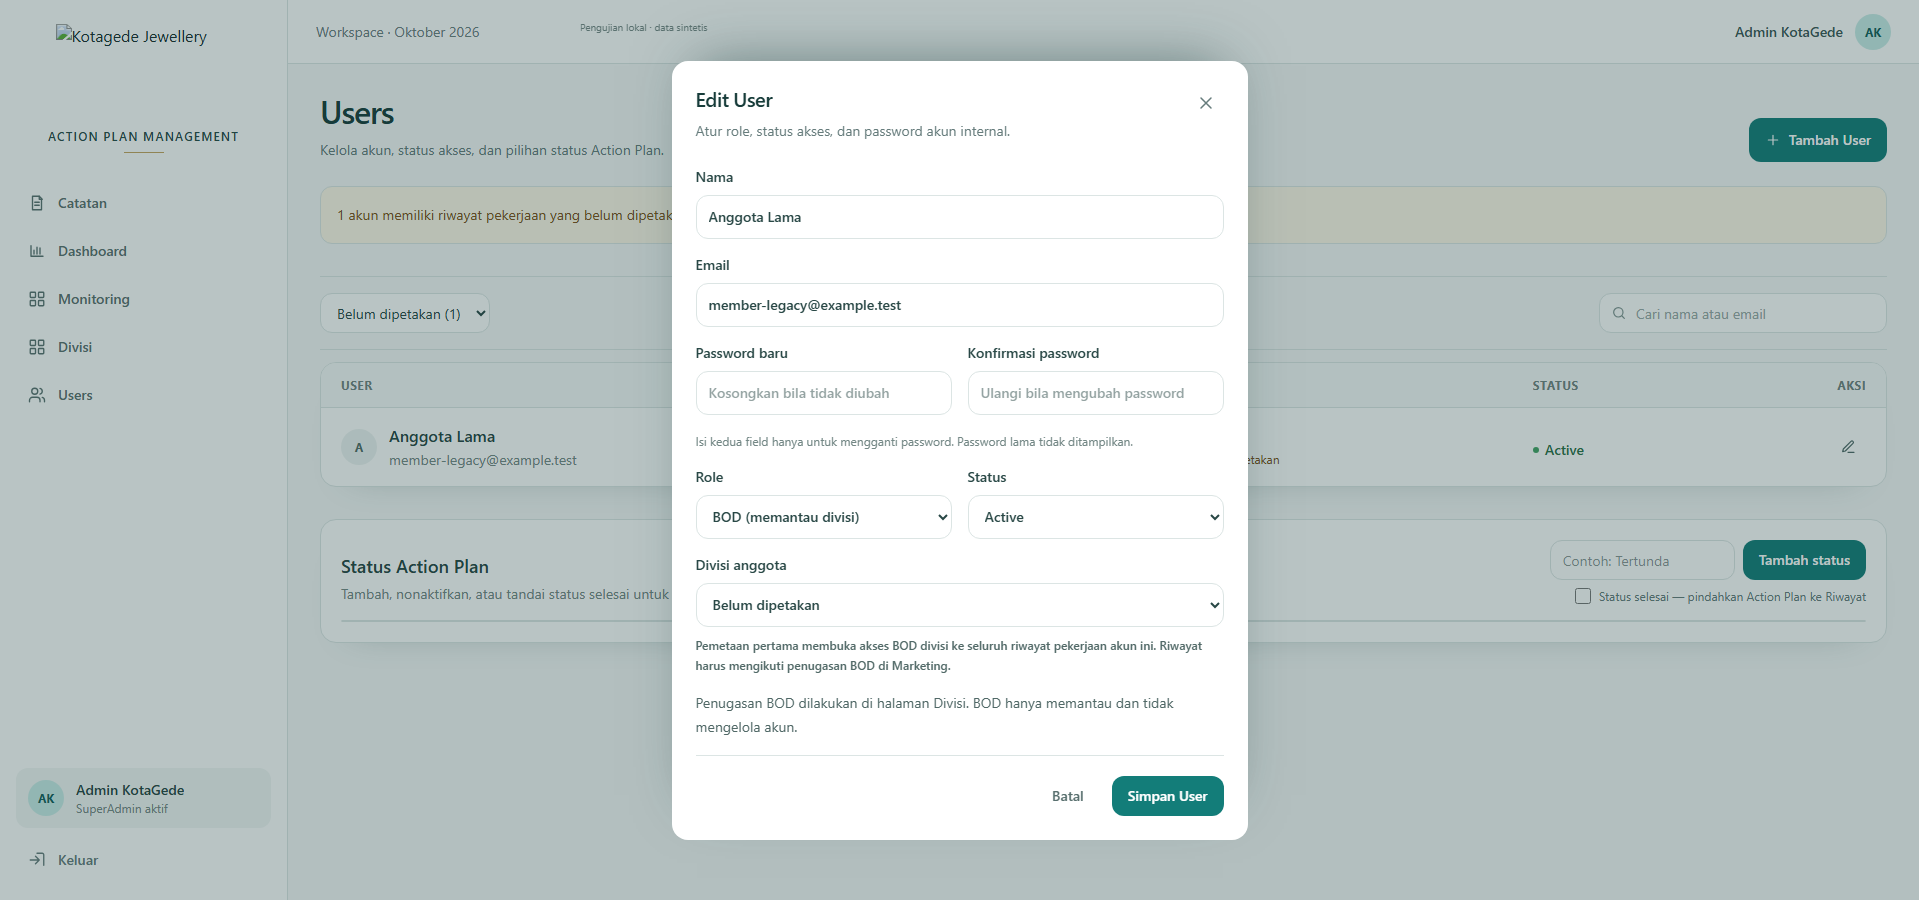 Kotagede Jewellery
ACTION PLAN MANAGEMENT
Catatan
Dashboard
Monitoring
Divisi
Users
AK
Admin KotaGede
SuperAdmin aktif
Keluar
Workspace · Oktober 2026
Pengujian lokal · data sintetis
Admin KotaGede
AK
Users
Kelola akun, status akses, dan pilihan status Action Plan.
Tambah User
1 akun memiliki riwayat pekerjaan yang belum dipetak
Belum dipetakan (1)
Cari nama atau email
USER
STATUS
AKSI
A
Anggota Lama
member-legacy@example.test
etakan
Active
Status Action Plan
Tambah, nonaktifkan, atau tandai status selesai untuk
Contoh: Tertunda
Tambah status
Status selesai — pindahkan Action Plan ke Riwayat
Edit User
Atur role, status akses, dan password akun internal.
Nama
Anggota Lama
Email
member-legacy@example.test
Password baru
Konfirmasi password
Kosongkan bila tidak diubah
Ulangi bila mengubah password
Isi kedua field hanya untuk mengganti password. Password lama tidak ditampilkan.
Role
Status
BOD (memantau divisi)
Active
Divisi anggota
Belum dipetakan
Pemetaan pertama membuka akses BOD divisi ke seluruh riwayat pekerjaan akun ini. Riwayat
harus mengikuti penugasan BOD di Marketing.
Penugasan BOD dilakukan di halaman Divisi. BOD hanya memantau dan tidak
mengelola akun.
Batal
Simpan User